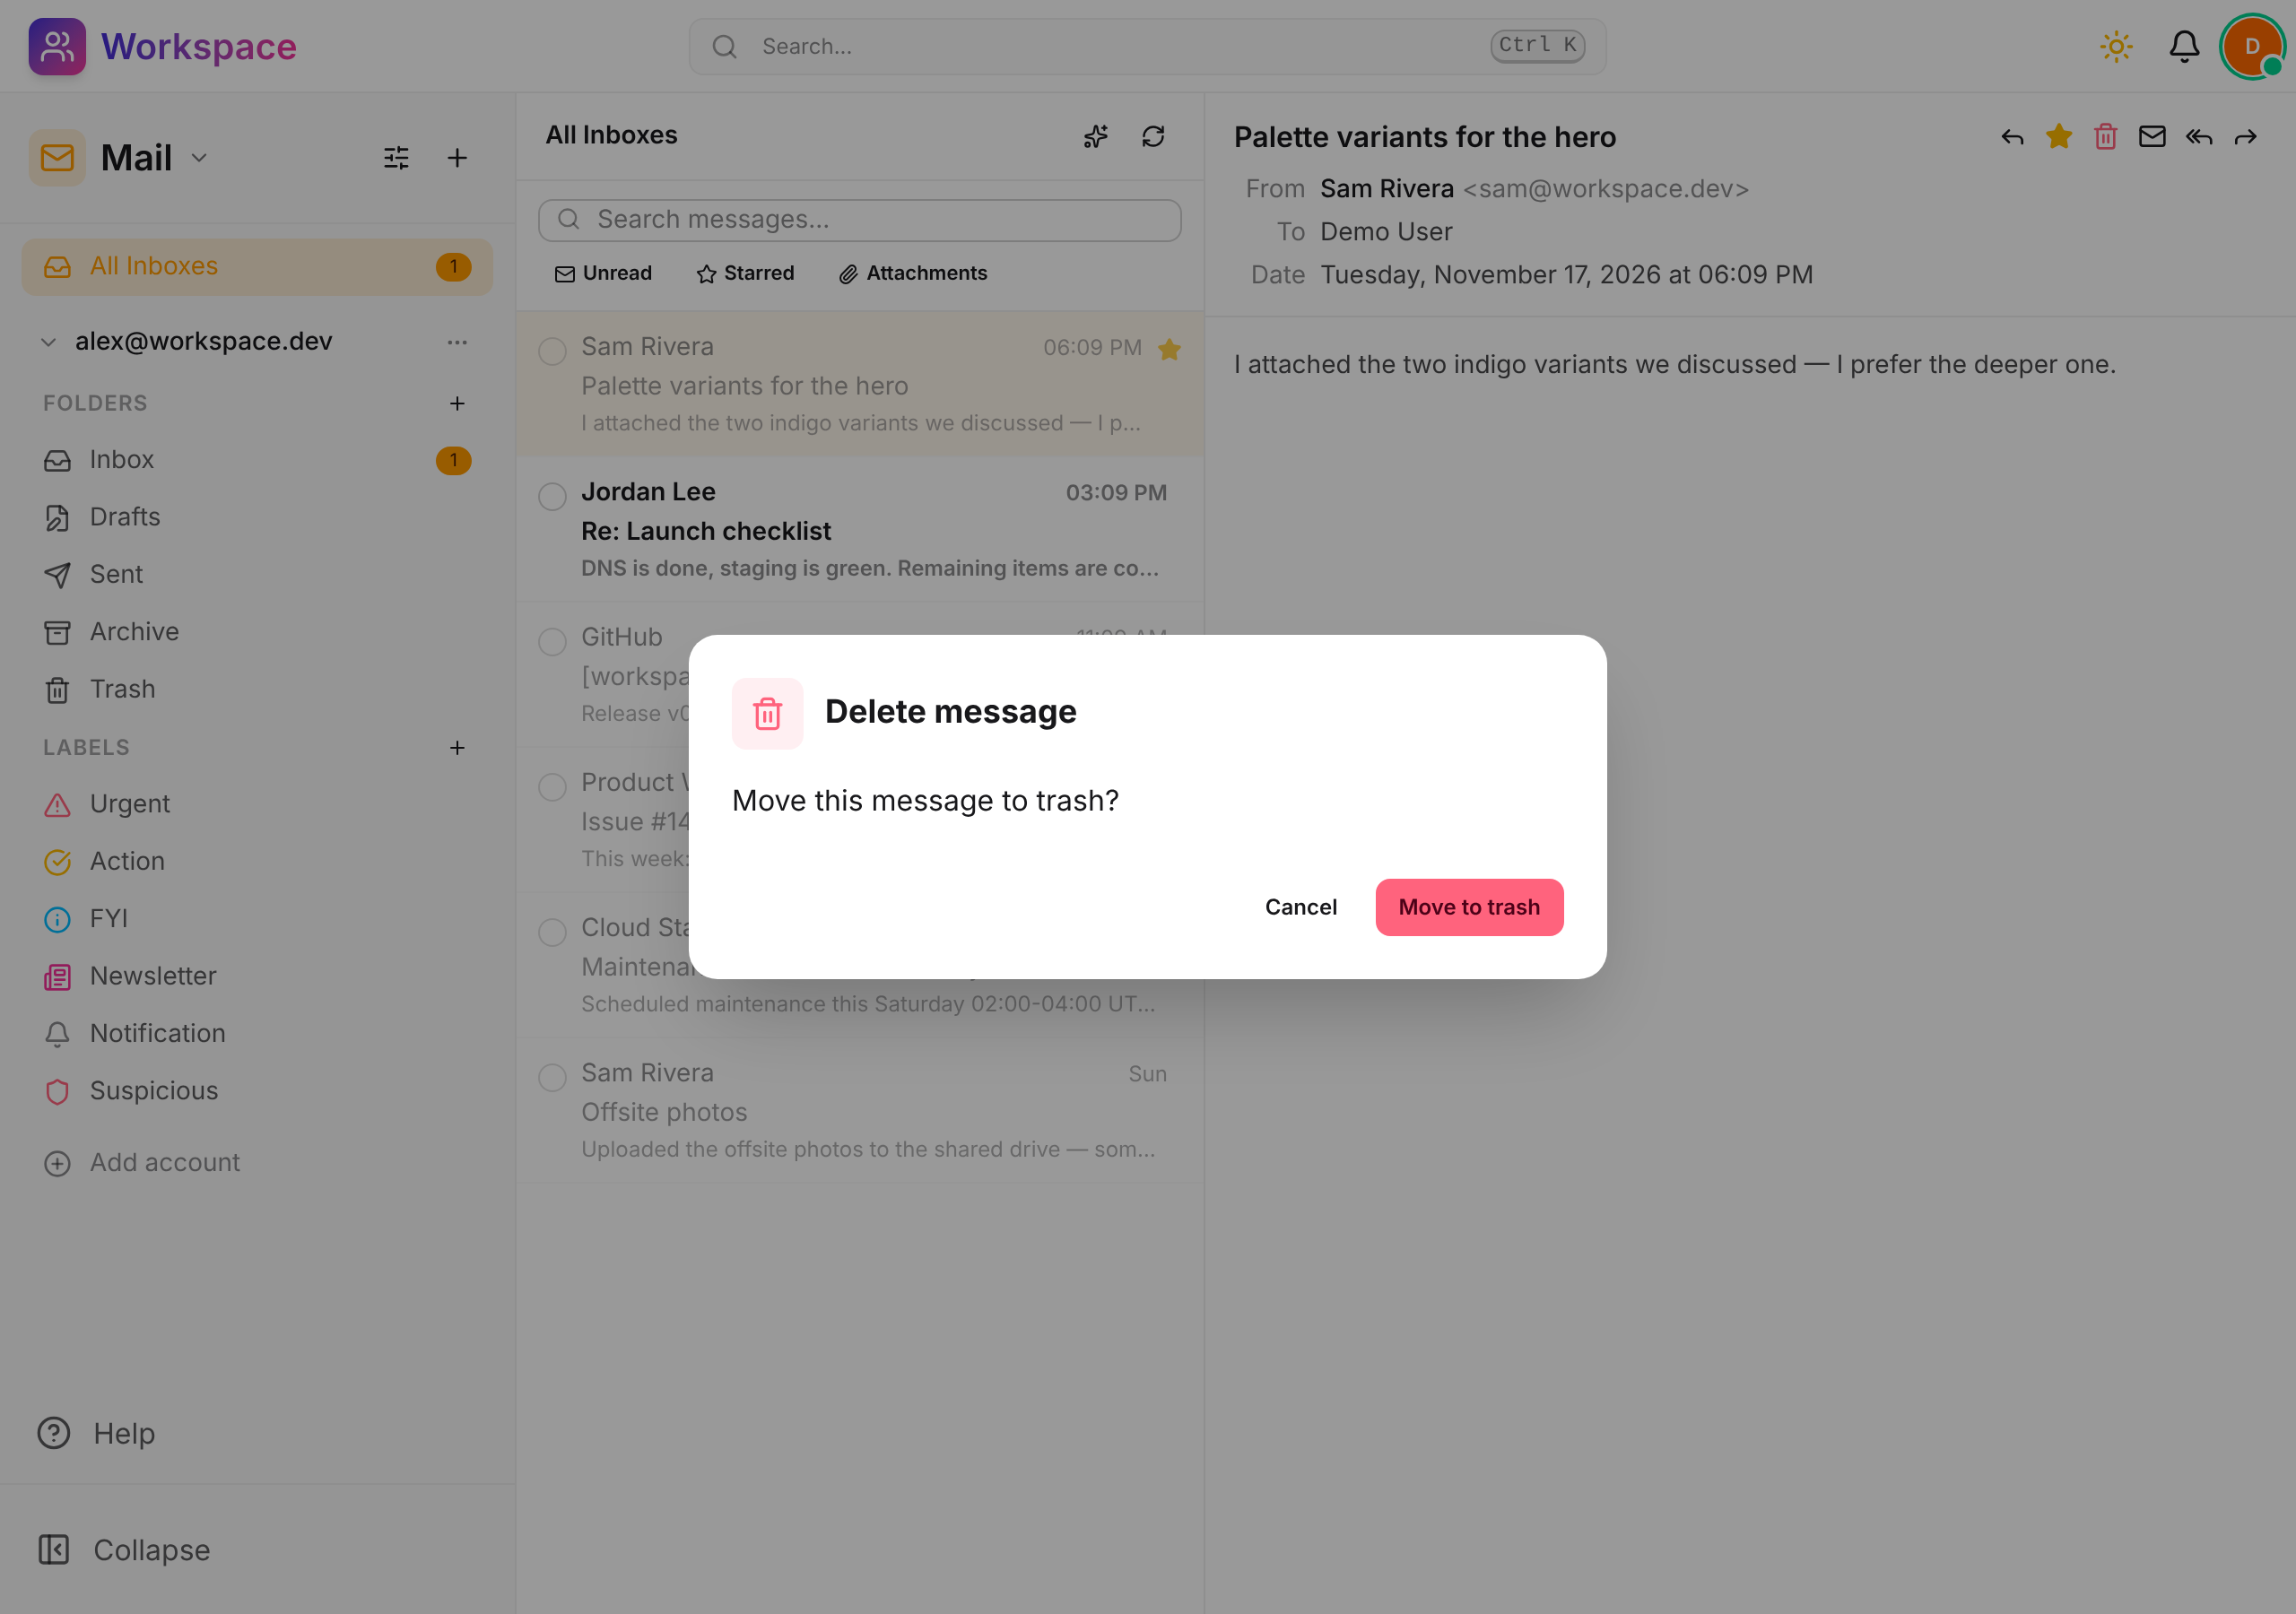 Workspace
Search...
Ctrl K
D
Mail
All Inboxes
1
alex@workspace.dev
FOLDERS
Inbox
1
Drafts
Sent
Archive
Trash
LABELS
Urgent
Action
FYI
Newsletter
Notification
Suspicious
Add account
Help
Collapse
All Inboxes
Search messages...
Unread
Starred
Attachments
Sam Rivera
06:09 PM
Palette variants for the hero
I attached the two indigo variants we discussed — I p...
Jordan Lee
03:09 PM
Re: Launch checklist
DNS is done, staging is green. Remaining items are co...
GitHub
Release
Product
Issue
This week:
Cloud
Scheduled maintenance this Saturday 02:00-04:00 UT...
Sam Rivera
Sun
Offsite photos
Uploaded the offsite photos to the shared drive — som...
Palette variants for the hero
From Sam Rivera <sam@workspace.dev>
To Demo User
Date Tuesday, November 17, 2026 at 06:09 PM
I attached the two indigo variants we discussed — I prefer the deeper one.
Delete message
Move this message to trash?
Cancel
Move to trash